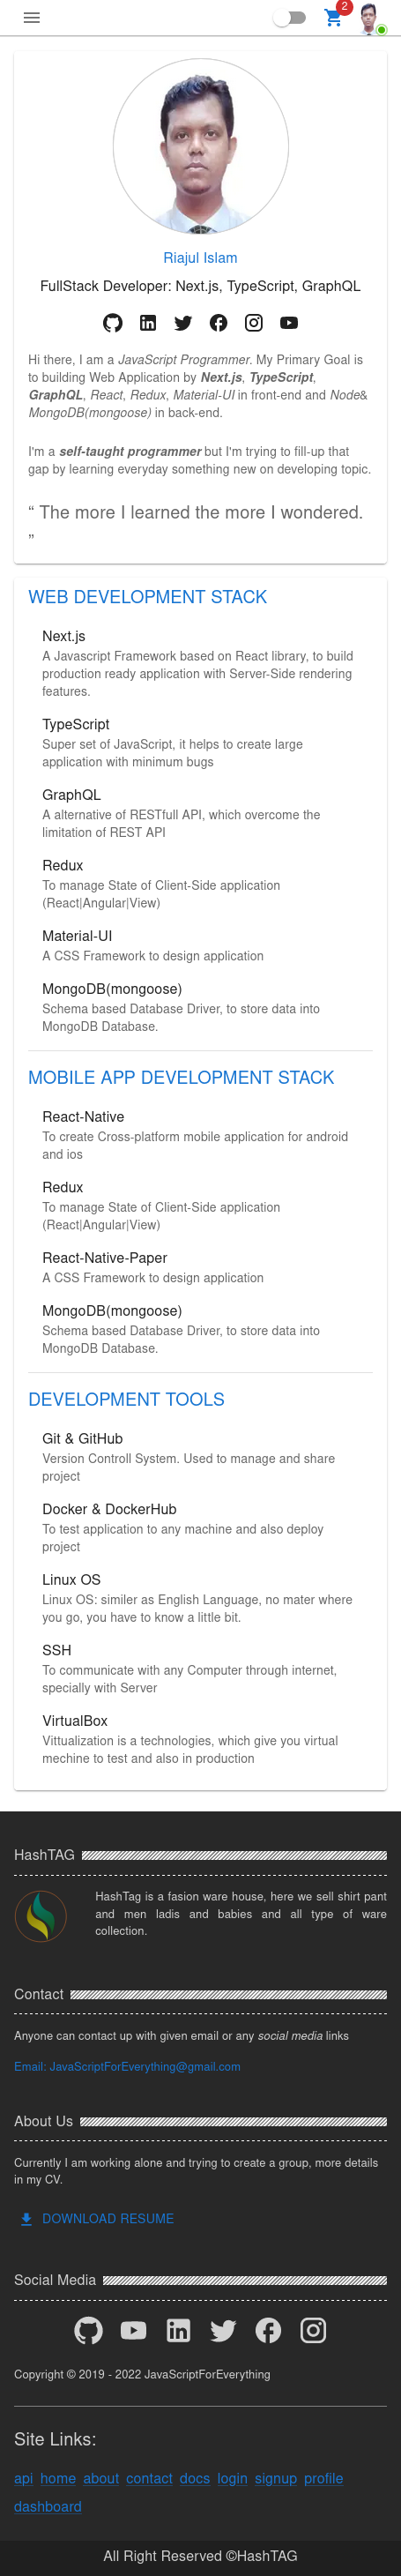 2
Riajul Islam
FullStack Developer: Next.js, TypeScript, GraphQL
Hi there, I am a JavaScript Programmer. My Primary Goal is
to building Web Application by Next.js, TypeScript,
GraphQL, React, Redux, Material-UI in front-end and Node&
MongoDB(mongoose) in back-end.
I'm a self-taught programmer but I'm trying to fill-up that
gap by learning everyday something new on developing topic.
“ The more I learned the more I wondered.
”
WEB DEVELOPMENT STACK
Next.js
A Javascript Framework based on React library, to build
production ready application with Server-Side rendering
features.
TypeScript
Super set of JavaScript, it helps to create large
application with minimum bugs
GraphQL
A alternative of RESTfull API, which overcome the
limitation of REST API
Redux
To manage State of Client-Side application
(React|Angular|View)
Material-UI
A CSS Framework to design application
MongoDB(mongoose)
Schema based Database Driver, to store data into
MongoDB Database.
MOBILE APP DEVELOPMENT STACK
React-Native
To create Cross-platform mobile application for android
and ios
Redux
To manage State of Client-Side application
(React|Angular|View)
React-Native-Paper
A CSS Framework to design application
MongoDB(mongoose)
Schema based Database Driver, to store data into
MongoDB Database.
DEVELOPMENT TOOLS
Git & GitHub
Version Controll System. Used to manage and share
project
Docker & DockerHub
To test application to any machine and also deploy
project
Linux OS
Linux OS: similer as English Language, no mater where
you go, you have to know a little bit.
SSH
To communicate with any Computer through internet,
specially with Server
VirtualBox
Vittualization is a technologies, which give you virtual
mechine to test and also in production
HashTAG
HashTag is a fasion ware house, here we sell shirt pant
and men ladis and babies and all type of ware
collection.
Contact
Anyone can contact up with given email or any social media links
Email: JavaScriptForEverything@gmail.com
About Us
Currently I am working alone and trying to create a group, more details
in my CV.
DOWNLOAD RESUME
Social Media
Copyright © 2019 - 2022 JavaScriptForEverything
Site Links:
api home about contact docs login signup profile
dashboard
All Right Reserved ©HashTAG